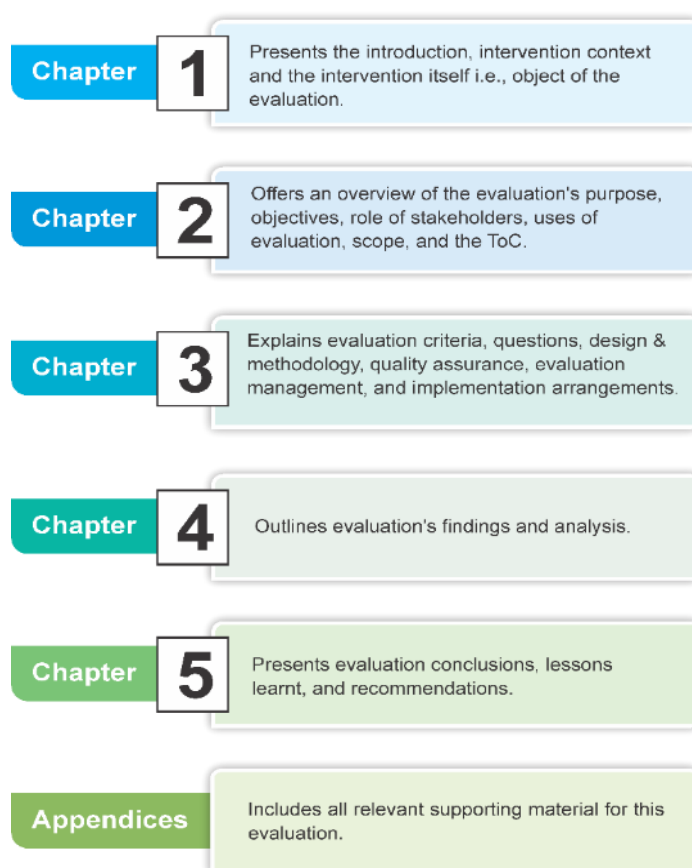 Chapter 1
Presents the introduction, intervention context
and the intervention itself i.e., object of the
evaluation.
Chapter 2
Offers an overview of the evaluation's purpose,
objectives, role of stakeholders, uses of
evaluation, scope, and the ToC.
Chapter 3
Explains evaluation criteria, questions, design &
methodology, quality assurance, evaluation
management, and implementation arrangements.
Chapter 4
Outlines evaluation's findings and analysis.
Chapter 5
Presents evaluation conclusions, lessons
learnt, and recommendations.
Appendices
Includes all relevant supporting material for this
evaluation.